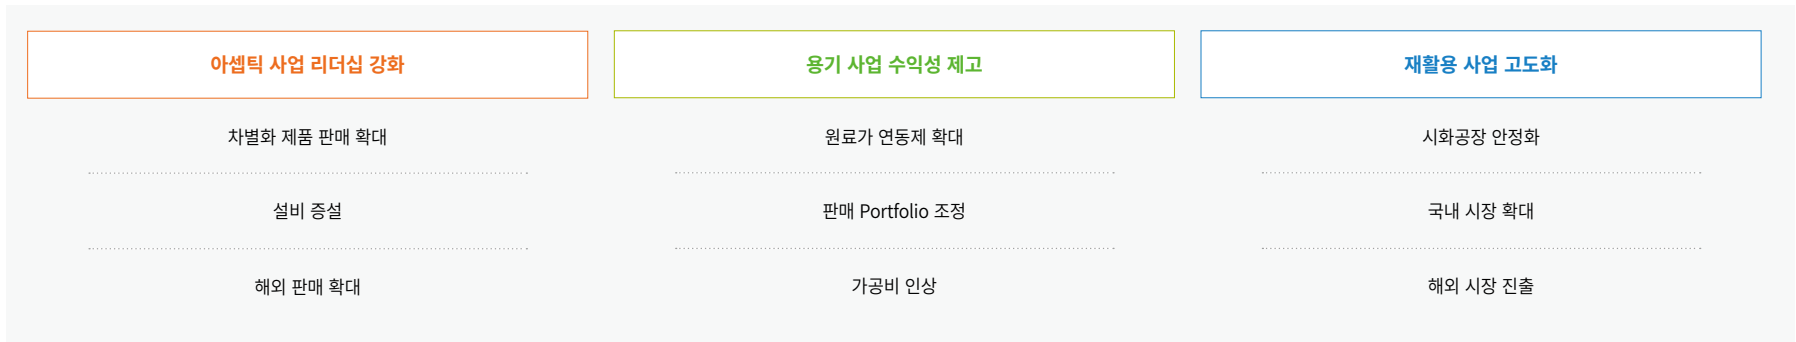 아셉틱 사업 리더십 강화
차별화 제품 판매 확대
설비 증설
해외 판매 확대
용기 사업 수익성 제고
원료가 연동제 확대
판매 Portfolio 조정
가공비 인상
재활용 사업 고도화
시화공장 안정화
국내 시장 확대
해외 시장 진출